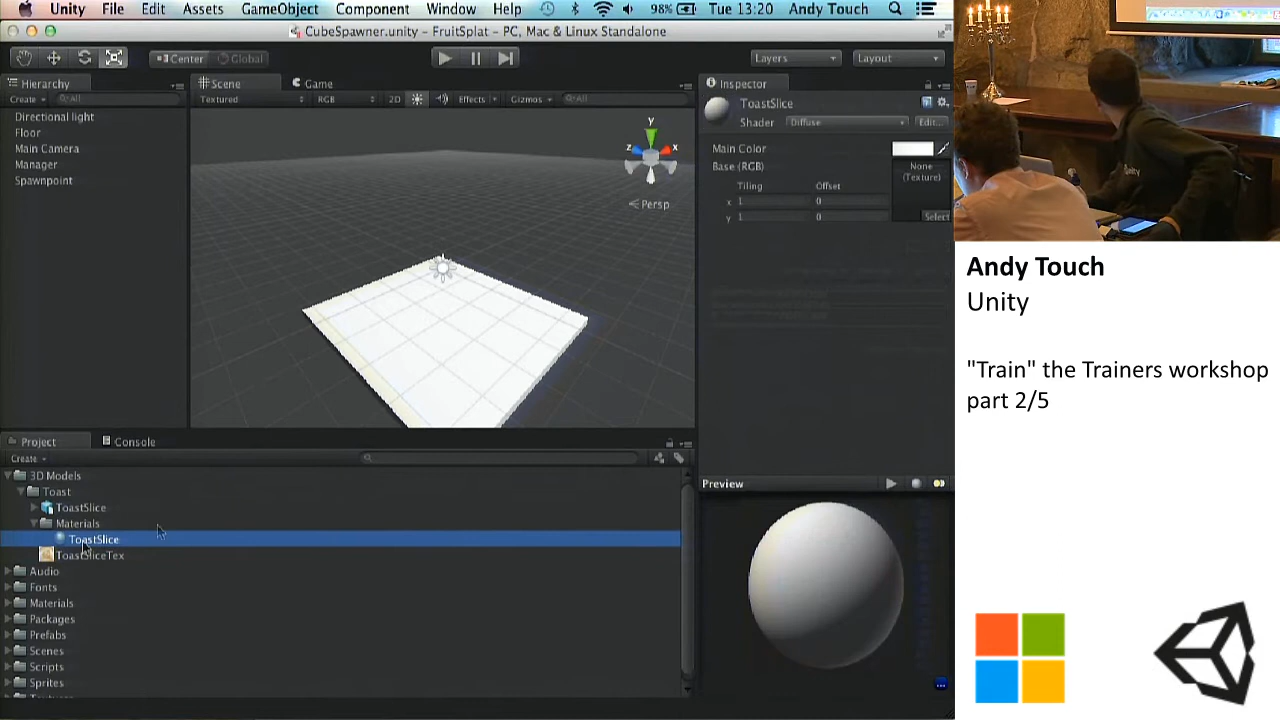 Unity File Edit Assets GameObject Component Window Help 98% Tue 13:20 Andy Touch
CubeSpawner.unity - FruitSplat - PC, Mac & Linux Standalone
Center Global Layers Layout
Hierarchy Scene Game Inspector
Create All Textured RGB 2D Effects Gizmos All
ToastSlice
Shader Diffuse Edit...
Directional light
Floor
Main Camera
Manager
Spawnpoint
y
z x
Persp
Main Color
Base (RGB)
None
(Texture)
Tiling Offset
x 1 0
y 1 0
Select
Project Console
Create
3D Models
Toast
ToastSlice
Materials
ToastSlice
ToastSliceTex
Audio
Fonts
Materials
Packages
Prefabs
Scenes
Scripts
Sprites
Preview
unity
Andy Touch
Unity
"Train" the Trainers workshop
part 2/5